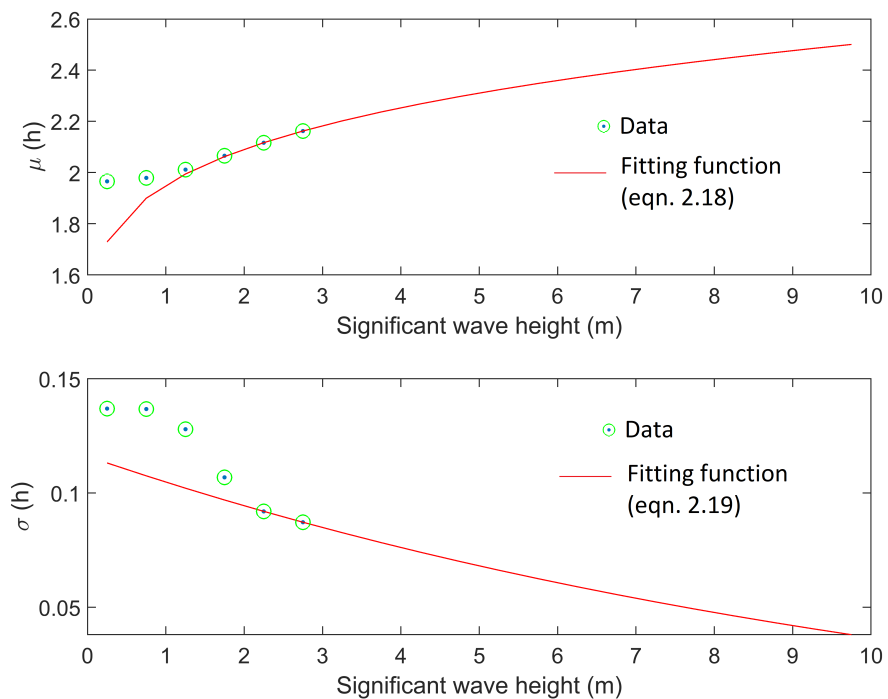 2.6
2.4
2.2
2
1.8
1.6
μ (h)
Data
Fitting function
(eqn. 2.18)
0 1 2 3 4 5 6 7 8 9 10
Significant wave height (m)
0.15
0.1
0.05
σ (h)
Data
Fitting function
(eqn. 2.19)
0 1 2 3 4 5 6 7 8 9 10
Significant wave height (m)